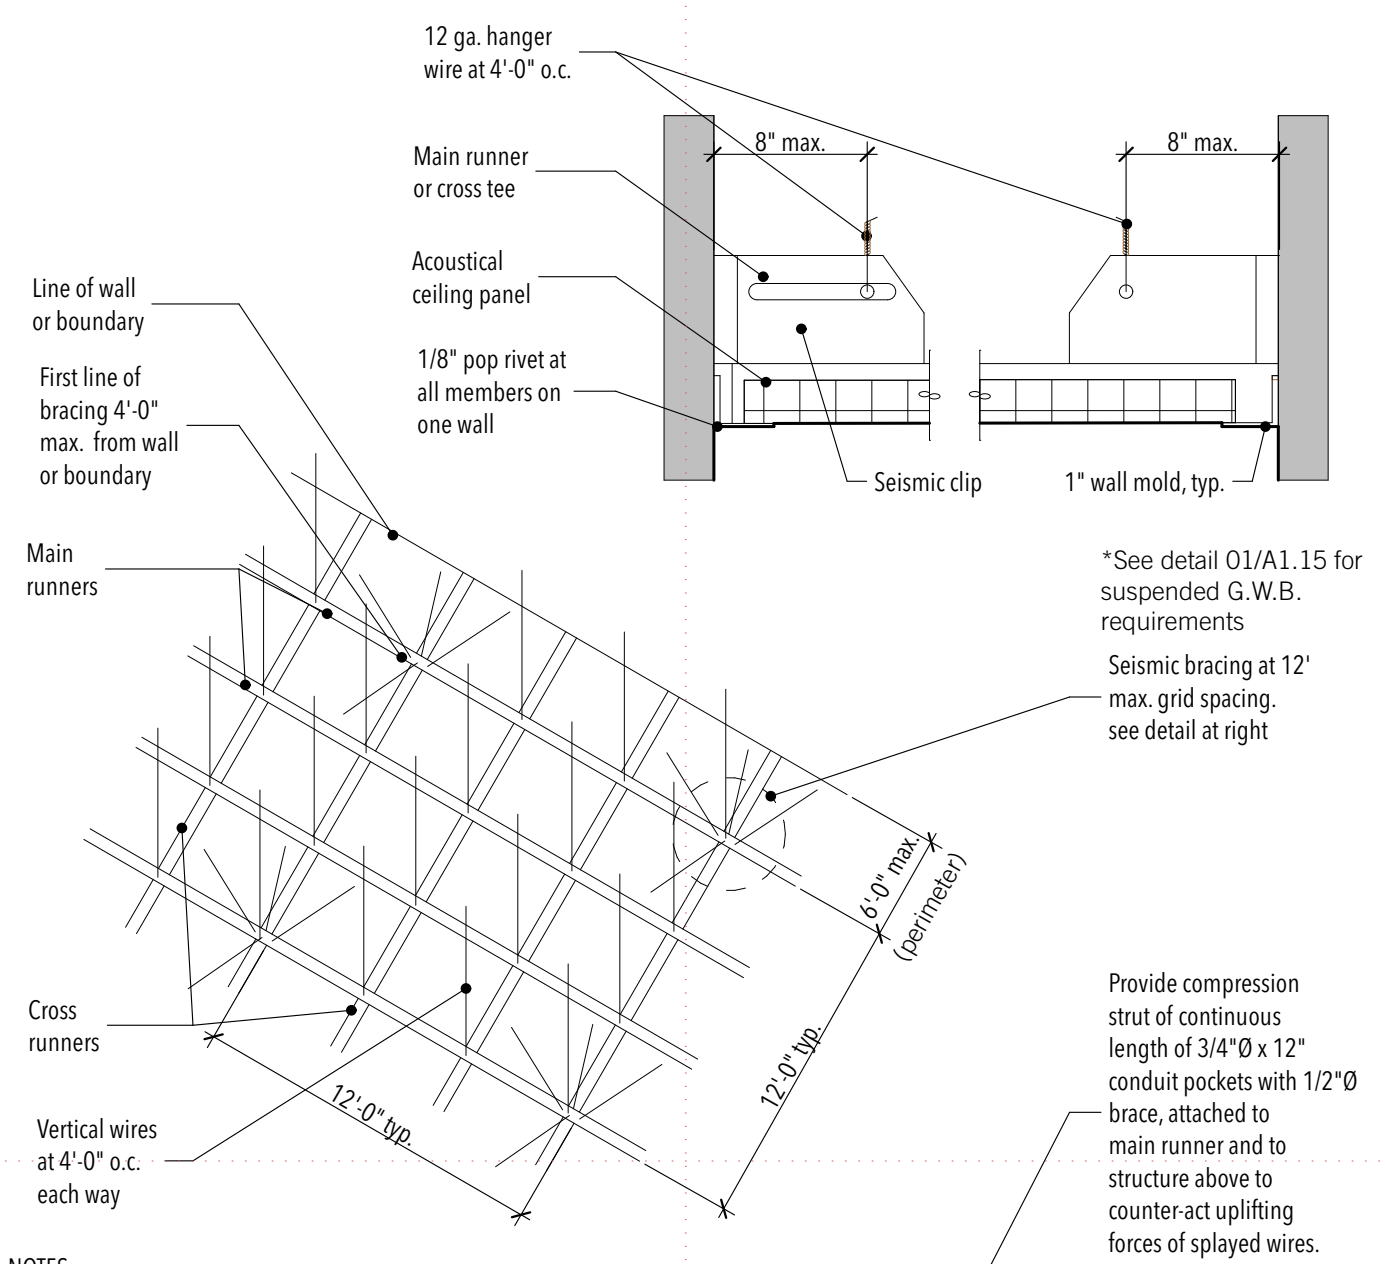 12 ga. hanger
wire at 4'-0" o.c.
8" max.
8" max.
Main runner
or cross tee
Acoustical
ceiling panel
1/8" pop rivet at
all members on
one wall
Seismic clip
1" wall mold, typ.
Line of wall
or boundary
First line of
bracing 4'-0"
max. from wall
or boundary
Main
runners
*See detail 01/A1.15 for
suspended G.W.B.
requirements
Seismic bracing at 12'
max. grid spacing.
see detail at right
6'-0" max.
(perimeter)
12'-0" typ.
12'-0" typ.
Cross
runners
Vertical wires
at 4'-0" o.c.
each way
Provide compression
strut of continuous
length of 3/4"Ø x 12"
conduit pockets with 1/2"Ø
brace, attached to
main runner and to
structure above to
counter-act uplifting
forces of splayed wires.
NOTES